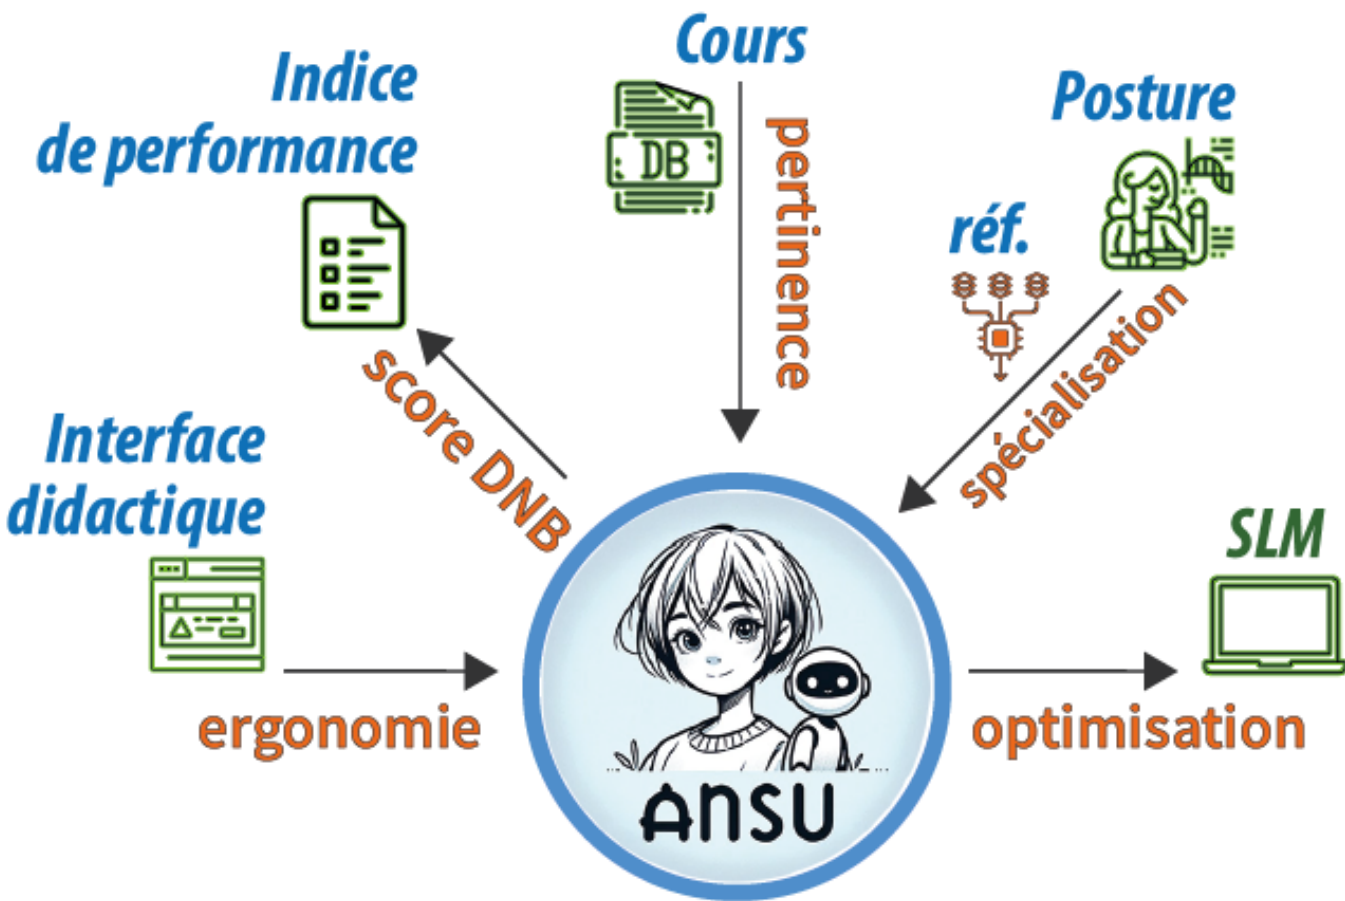 Cours
Indice
de performance
Posture
DB
pertinence
réf.
score DNB
spécialisation
Interface
didactique
SLM
ergonomie
optimisation
ANSU